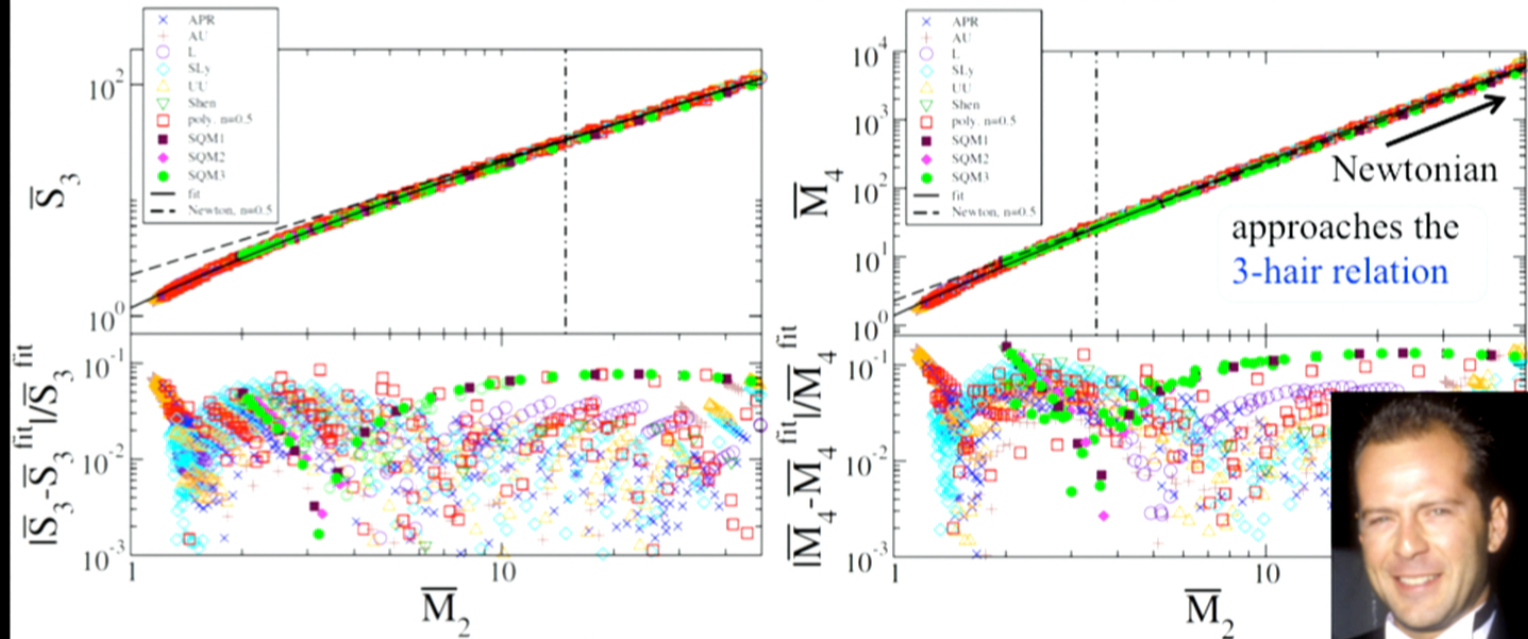 APR
AU
L
SLy
UU
Shen
poly. n=0.5
SQM1
SQM2
SQM3
fit
Newton, n=0.5
10^2
10^0
S̅_3
10^-1
10^-2
10^-3
|S̅_3-S̅_3^fit|/S̅_3^fit
1
10
M̅_2
APR
AU
L
SLy
UU
Shen
poly. n=0.5
SQM1
SQM2
SQM3
fit
Newton, n=0.5
10^4
10^3
10^2
10^1
10^0
M̅_4
Newtonian
approaches the
3-hair relation
10^-1
10^-2
10^-3
|M̅_4-M̅_4^fit|/M̅_4^fit
1
10
M̅_2